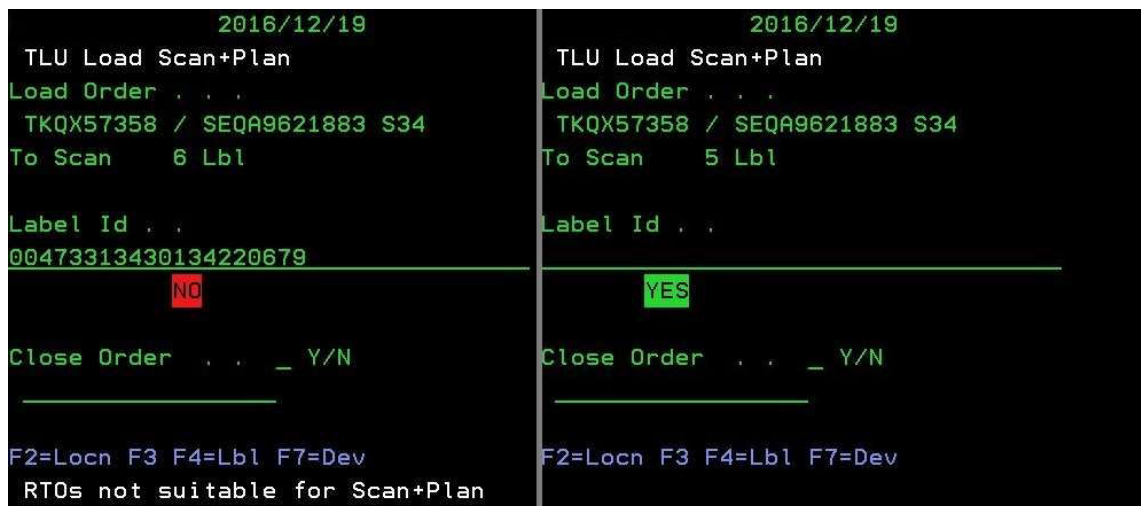 2016/12/19
TLU Load Scan+Plan
Load Order . . .
TKQX57358 / SEQA9621883 S34
To Scan 6 Lbl
Label Id . .
00473313430134220679
NO
Close Order . . _ Y/N
F2=Locn F3 F4=Lbl F7=Dev
RTOs not suitable for Scan+Plan
2016/12/19
TLU Load Scan+Plan
Load Order . . .
TKQX57358 / SEQA9621883 S34
To Scan 5 Lbl
Label Id . .
YES
Close Order . . _ Y/N
F2=Locn F3 F4=Lbl F7=Dev